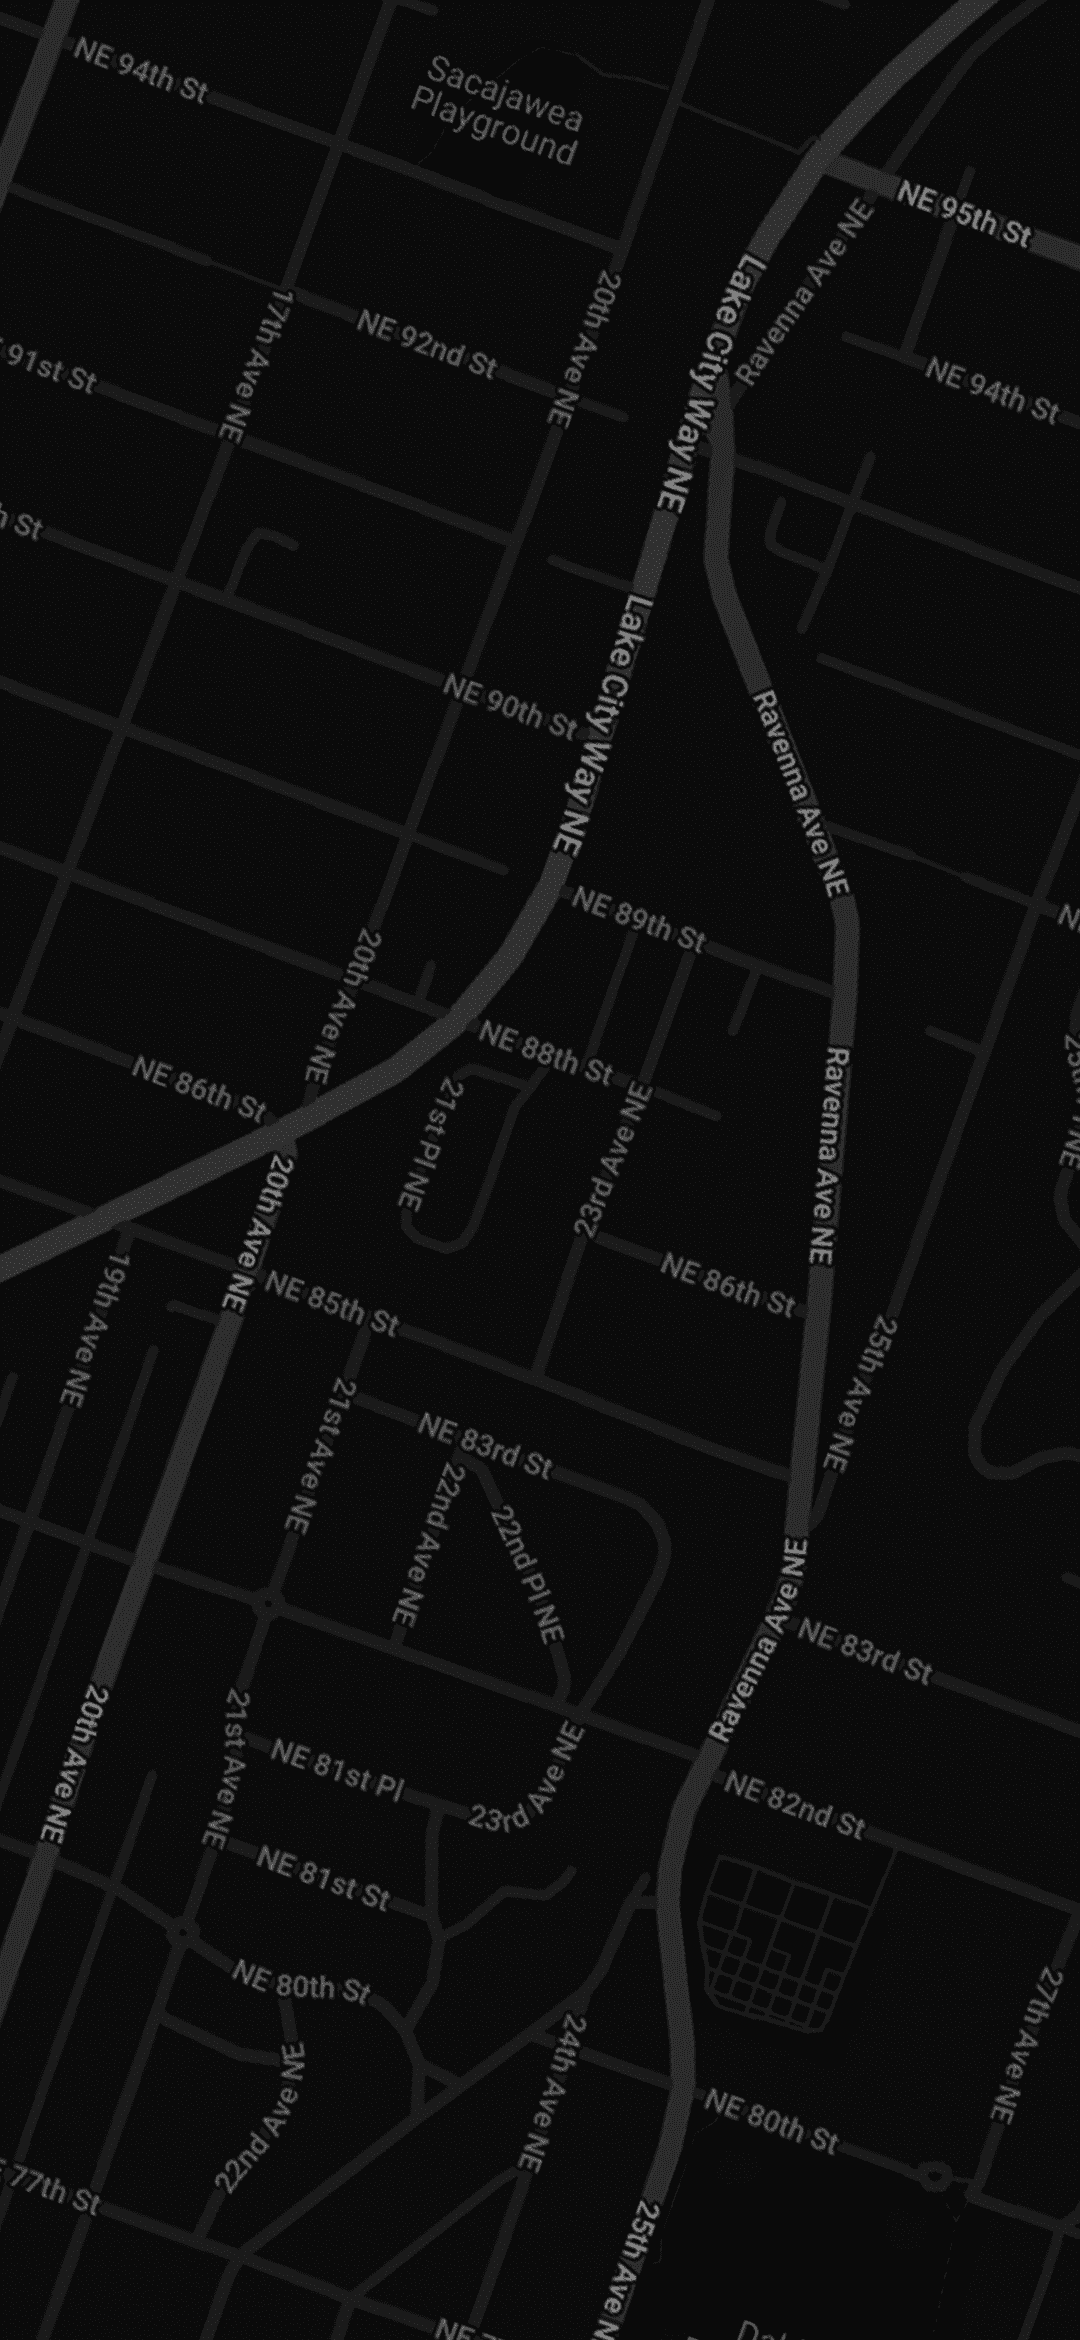 NE 94th St
Sacajawea
Playground
NE 95th St
Ravenna Ave NE
Lake City Way NE
17th Ave NE
20th Ave NE
NE 92nd St
91st St
NE 94th St
St
Lake City Way NE
NE 90th St
Ravenna Ave NE
NE 89th St
20th Ave NE
NE 88th St
NE 86th St
21st Pl NE
23rd Ave NE
Ravenna Ave NE
20th Ave NE
19th Ave NE
NE 85th St
NE 86th St
25th Ave NE
21st Ave NE
NE 83rd St
22nd Ave NE
22nd Pl NE
Ravenna Ave NE
NE 83rd St
20th Ave NE
21st Ave NE
NE 81st Pl
23rd Ave NE
NE 82nd St
NE 81st St
NE 80th St
22nd Ave NE
24th Ave NE
27th Ave NE
NE 80th St
77th St
25th Ave N
NE